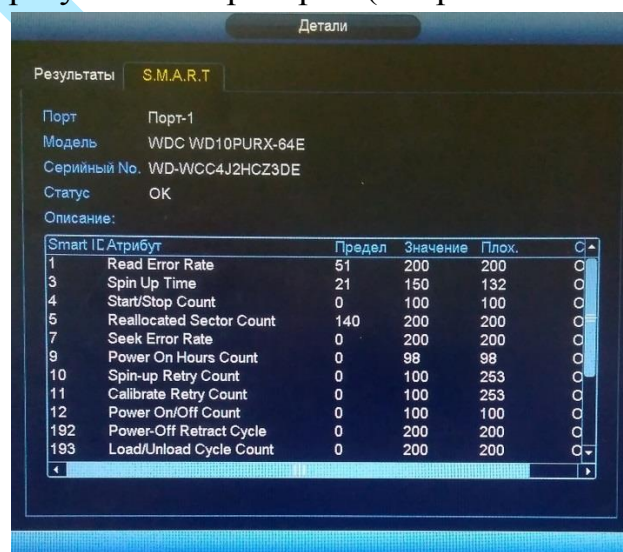 Детали
Результаты S.M.A.R.T
Порт Порт-1
Модель WDC WD10PURX-64E
Серийный No. WD-WCC4J2HCZ3DE
Статус OK
Описание:
Smart ID Атрибут Предел Значение Плох. С
1 Read Error Rate 51 200 200 O
3 Spin Up Time 21 150 132 O
4 Start/Stop Count 0 100 100 O
5 Reallocated Sector Count 140 200 200 O
7 Seek Error Rate 0 200 200 O
9 Power On Hours Count 0 98 98 O
10 Spin-up Retry Count 0 100 253 O
11 Calibrate Retry Count 0 100 253 O
12 Power On/Off Count 0 100 100 O
192 Power-Off Retract Cycle 0 200 200 O
193 Load/Unload Cycle Count 0 200 200 O